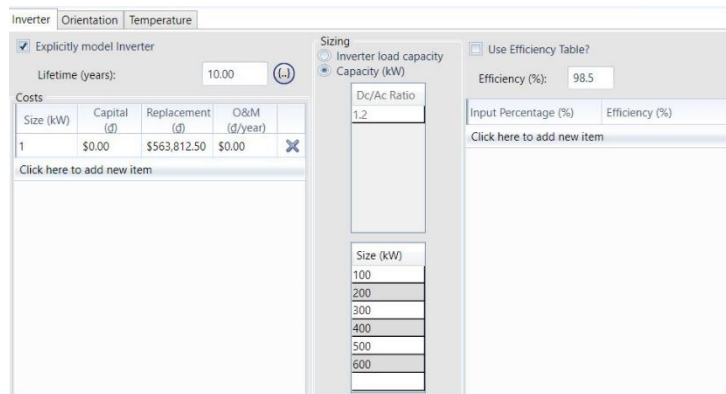 Inverter Orientation Temperature
Explicitly model Inverter
Lifetime (years): 10.00 (..)
Costs
Size (kW) Capital (₫) Replacement (₫) O&M (₫/year)
1 $0.00 $563,812.50 $0.00
Click here to add new item
Sizing
Inverter load capacity
Capacity (kW)
Dc/Ac Ratio
1.2
Size (kW)
100
200
300
400
500
600
Use Efficiency Table?
Efficiency (%): 98.5
Input Percentage (%) Efficiency (%)
Click here to add new item